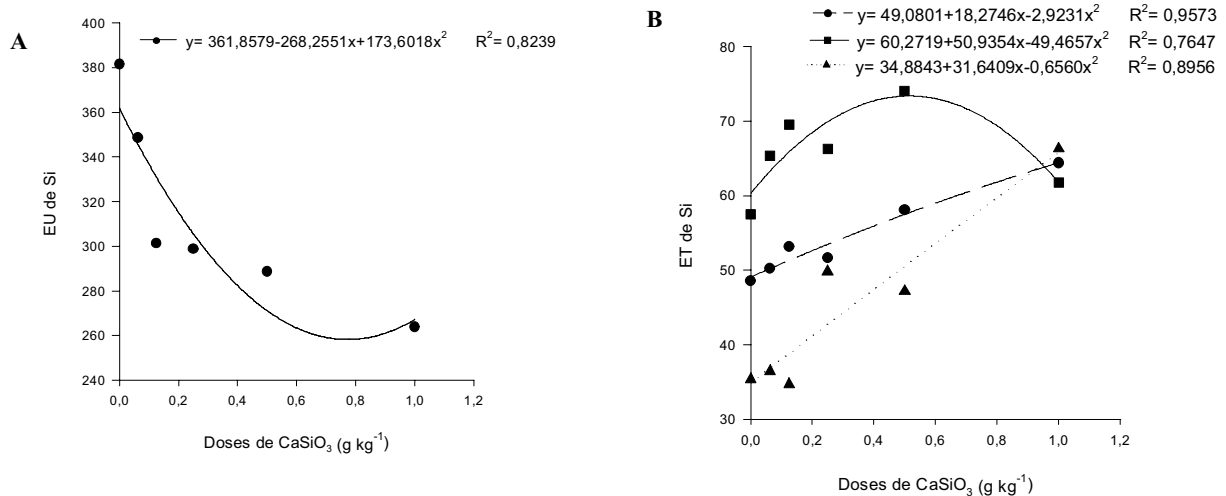 A
y= 361,8579-268,2551x+173,6018x² R²= 0,8239
400
380
360
340
320
300
280
260
240
EU de Si
0,0 0,2 0,4 0,6 0,8 1,0 1,2
Doses de CaSiO₃ (g kg⁻¹)
B
y= 49,0801+18,2746x-2,9231x² R²= 0,9573
y= 60,2719+50,9354x-49,4657x² R²= 0,7647
y= 34,8843+31,6409x-0,6560x² R²= 0,8956
80
70
60
50
40
30
ET de Si
0,0 0,2 0,4 0,6 0,8 1,0 1,2
Doses de CaSiO₃ (g kg⁻¹)